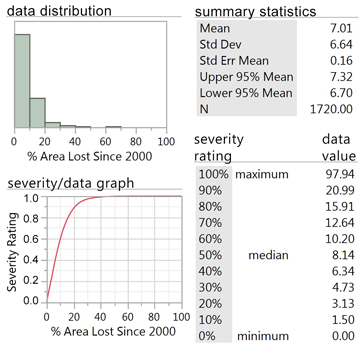 data distribution
0 20 40 60 80 100
% Area Lost Since 2000
severity/data graph
Severity Rating
1.0
0.8
0.6
0.4
0.2
0.0
0 20 40 60 80 100
% Area Lost Since 2000
summary statistics
Mean 7.01
Std Dev 6.64
Std Err Mean 0.16
Upper 95% Mean 7.32
Lower 95% Mean 6.70
N 1720.00
severity data
rating value
100% maximum 97.94
90% 20.99
80% 15.91
70% 12.64
60% 10.20
50% median 8.14
40% 6.34
30% 4.73
20% 3.13
10% 1.50
0% minimum 0.00